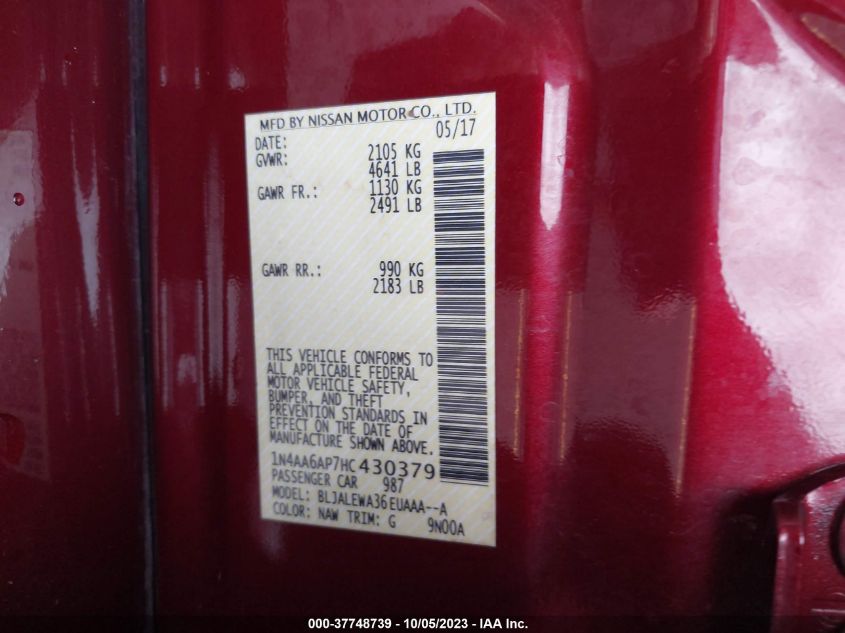 MFD BY NISSAN MOTOR CO., LTD.
DATE: 05/17
GVWR: 2105 KG
4641 LB
GAWR FR.: 1130 KG
2491 LB
GAWR RR.: 990 KG
2183 LB
THIS VEHICLE CONFORMS TO
ALL APPLICABLE FEDERAL
MOTOR VEHICLE SAFETY,
BUMPER, AND THEFT
PREVENTION STANDARDS IN
EFFECT ON THE DATE OF
MANUFACTURE SHOWN ABOVE.
1N4AA6AP7HC430379
PASSENGER CAR 987
MODEL: BLJALEWA36EUAAA--A
COLOR: NAW TRIM: G 9N00A
000-37748739 - 10/05/2023 - IAA Inc.